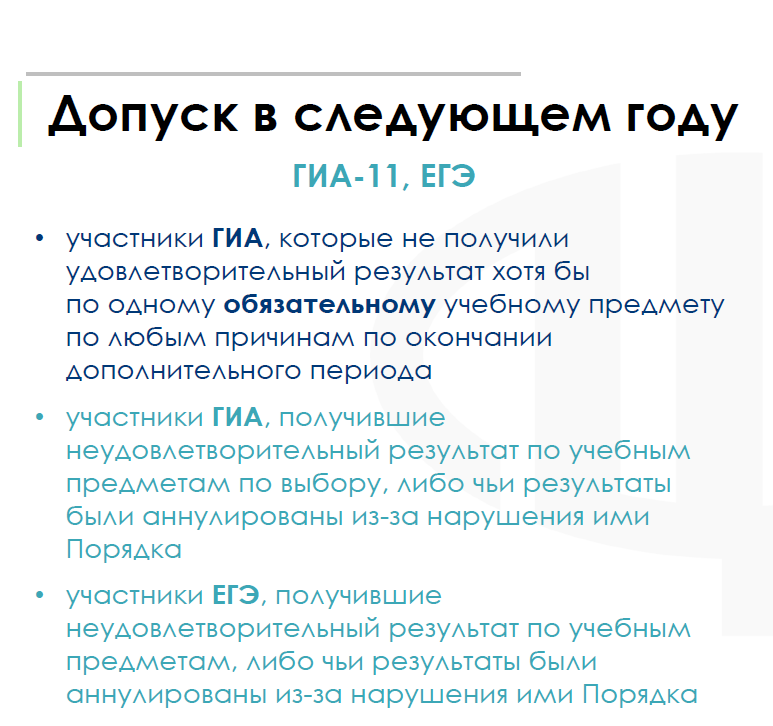 Допуск в следующем году
ГИА-11, ЕГЭ
• участники ГИА, которые не получили
удовлетворительный результат хотя бы
по одному обязательному учебному предмету
по любым причинам по окончании
дополнительного периода
• участники ГИА, получившие
неудовлетворительный результат по учебным
предметам по выбору, либо чьи результаты
были аннулированы из-за нарушения ими
Порядка
• участники ЕГЭ, получившие
неудовлетворительный результат по учебным
предметам, либо чьи результаты были
аннулированы из-за нарушения ими Порядка